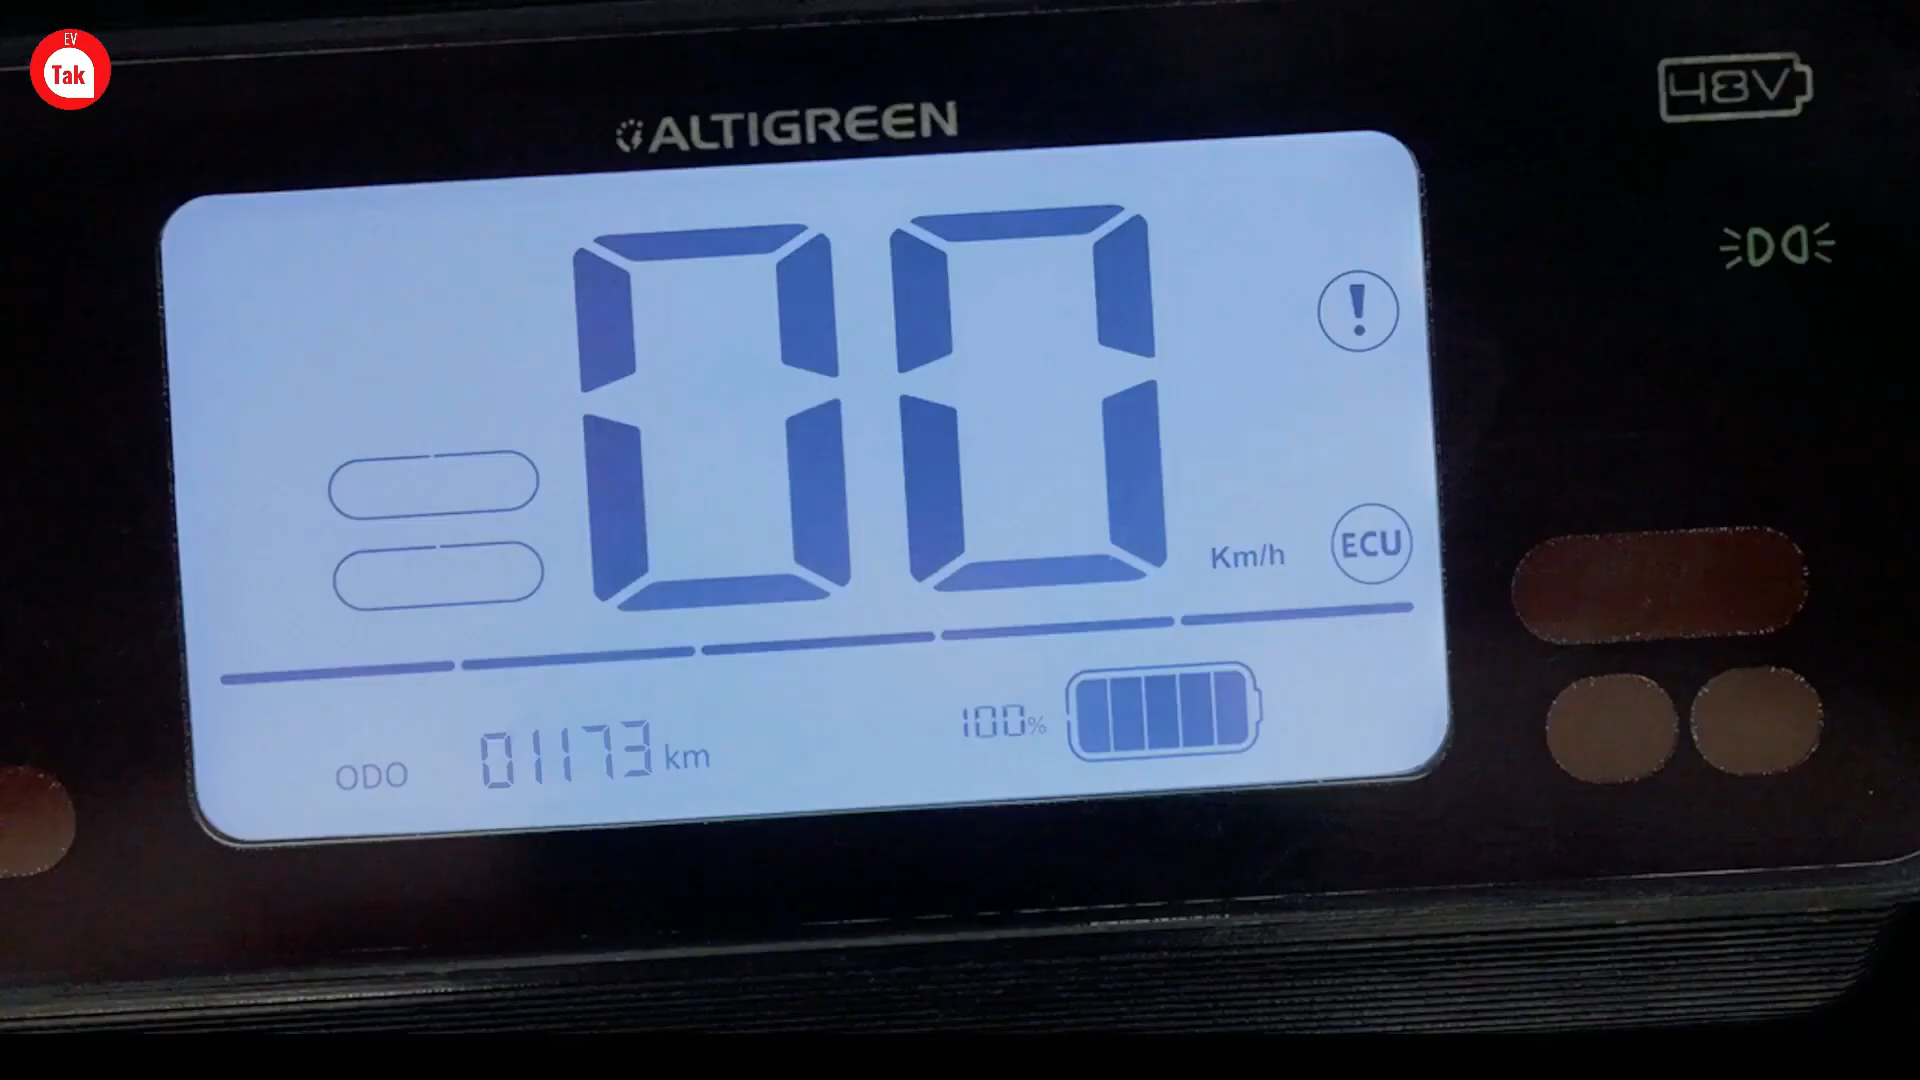 EV
Tak
48V
ALTIGREEN
00
Km/h
!
ECU
ODO 01173 km
100%